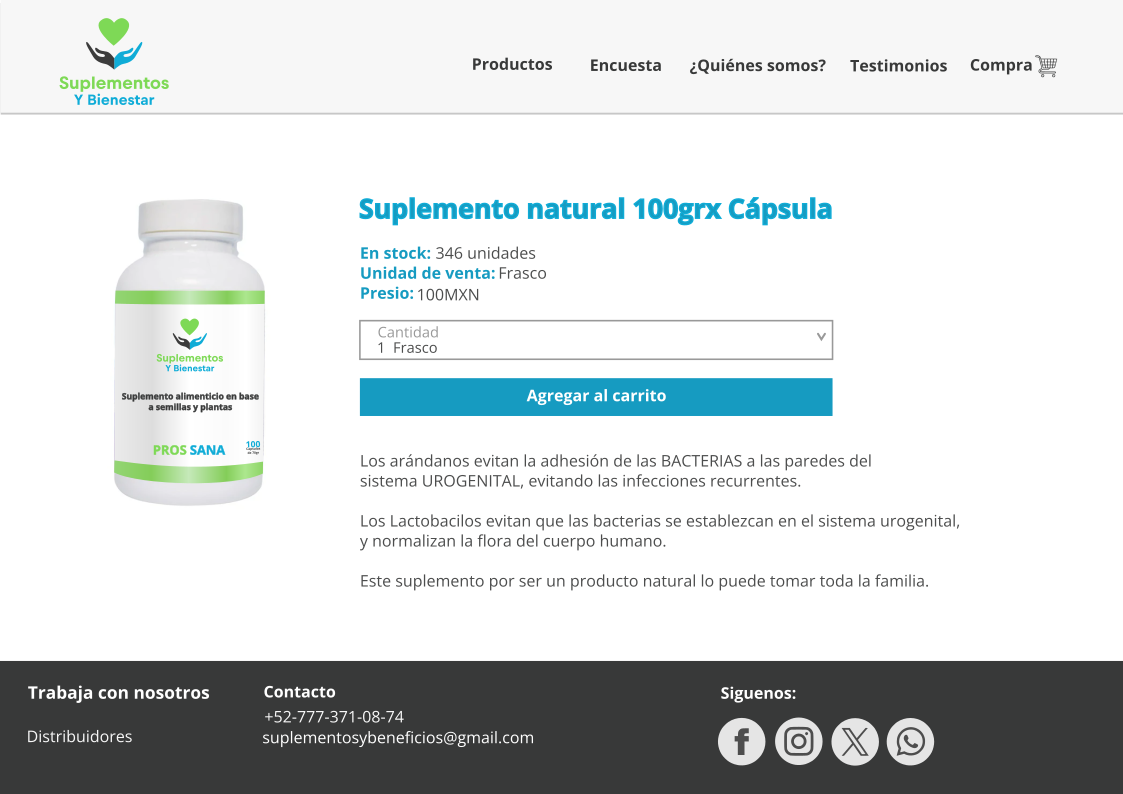 Suplementos
Y Bienestar
Productos
Encuesta
¿Quiénes somos?
Testimonios
Compra
Suplemento natural 100grx Cápsula
En stock: 346 unidades
Unidad de venta: Frasco
Presio: 100MXN
Cantidad
1 Frasco
Agregar al carrito
Suplementos
Y Bienestar
Suplemento alimenticio en base
a semillas y plantas
PROS SANA
100
Los arándanos evitan la adhesión de las BACTERIAS a las paredes del
sistema UROGENITAL, evitando las infecciones recurrentes.
Los Lactobacilos evitan que las bacterias se establezcan en el sistema urogenital,
y normalizan la flora del cuerpo humano.
Este suplemento por ser un producto natural lo puede tomar toda la familia.
Trabaja con nosotros
Distribuidores
Contacto
+52-777-371-08-74
suplementosybeneficios@gmail.com
Siguenos: